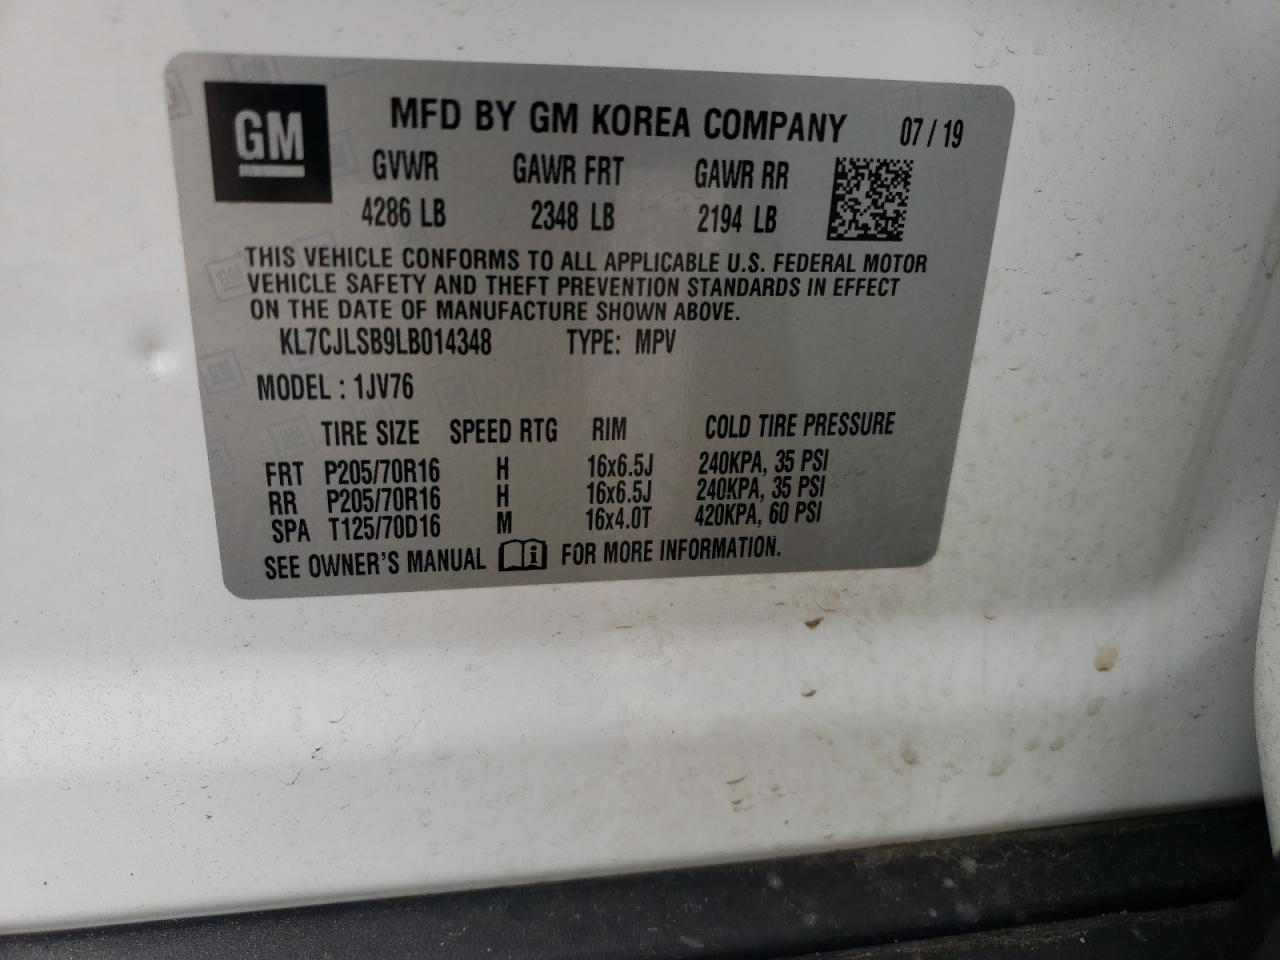 GM
MFD BY GM KOREA COMPANY 07 / 19
GVWR GAWR FRT GAWR RR
4286 LB 2348 LB 2194 LB
THIS VEHICLE CONFORMS TO ALL APPLICABLE U.S. FEDERAL MOTOR
VEHICLE SAFETY AND THEFT PREVENTION STANDARDS IN EFFECT
ON THE DATE OF MANUFACTURE SHOWN ABOVE.
KL7CJLSB9LB014348 TYPE: MPV
MODEL : 1JV76
TIRE SIZE SPEED RTG RIM COLD TIRE PRESSURE
FRT P205/70R16 H 16x6.5J 240KPA, 35 PSI
RR P205/70R16 H 16x6.5J 240KPA, 35 PSI
SPA T125/70D16 M 16x4.0T 420KPA, 60 PSI
SEE OWNER'S MANUAL i FOR MORE INFORMATION.